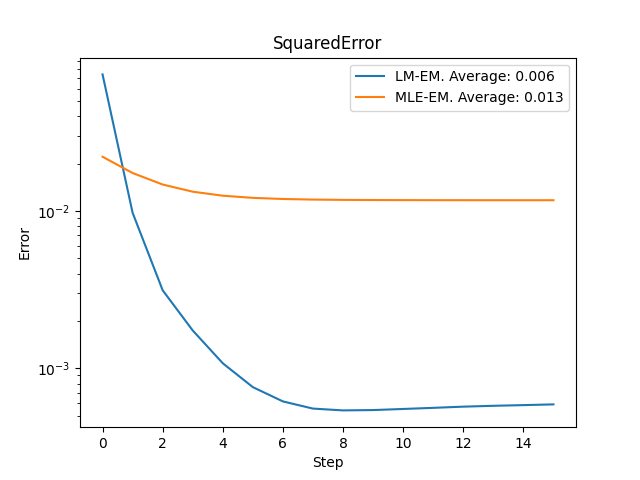 SquaredError
LM-EM. Average: 0.006
MLE-EM. Average: 0.013
Error
10⁻²
10⁻³
0 2 4 6 8 10 12 14
Step